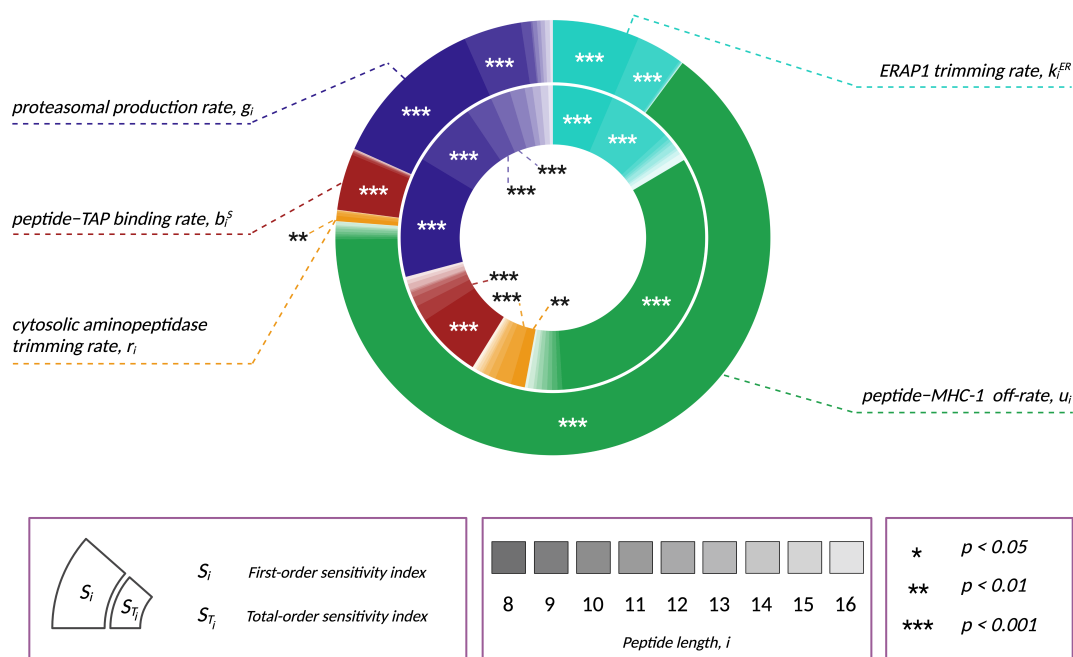 *** ***
ERAP1 trimming rate, kᵢᴱᴿ
*** ***
proteasomal production rate, gᵢ
*** ***
*** ***
***
***
*** ***
peptide–TAP binding rate, bᵢˢ
***
**
***
*** **
***
cytosolic aminopeptidase
trimming rate, rᵢ
***
peptide–MHC-1 off-rate, uᵢ
***
Sᵢ
S_Tᵢ
Sᵢ First-order sensitivity index
S_Tᵢ Total-order sensitivity index
8 9 10 11 12 13 14 15 16
Peptide length, i
* p < 0.05
** p < 0.01
*** p < 0.001